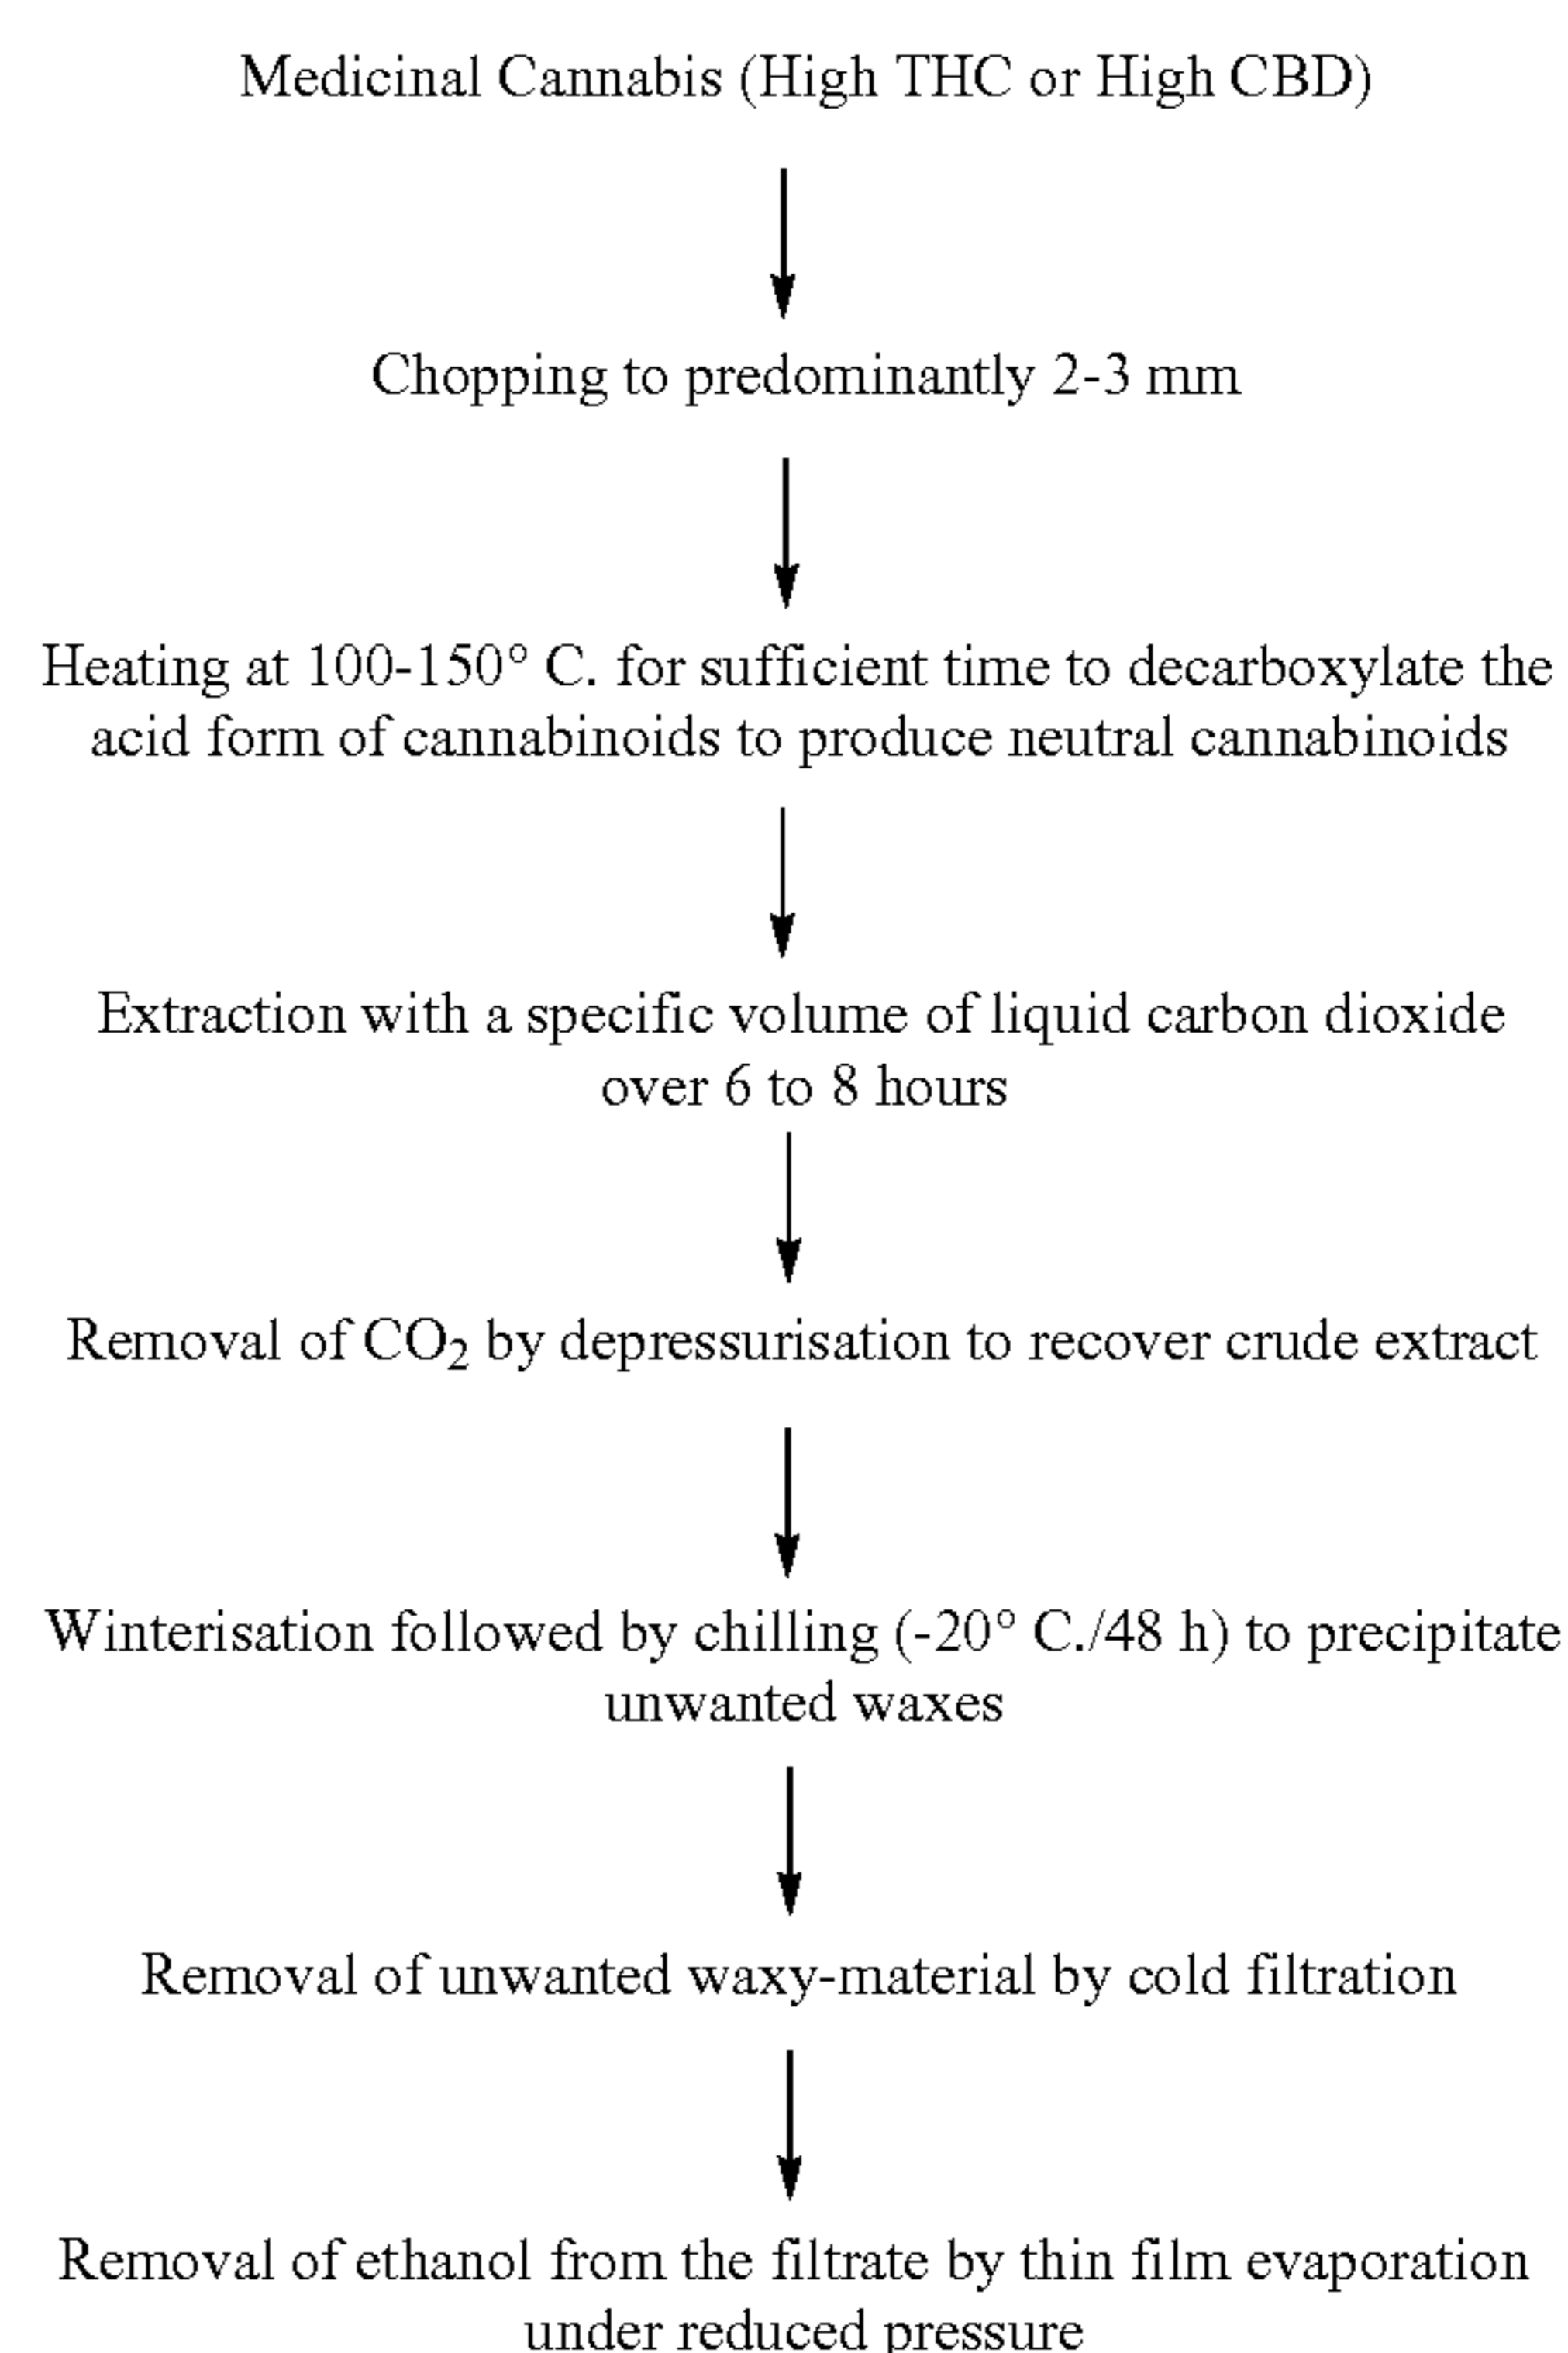 Medicinal Cannabis (High THC or High CBD)
Chopping to predominantly 2-3 mm
Heating at 100-150° C. for sufficient time to decarboxylate the
acid form of cannabinoids to produce neutral cannabinoids
Extraction with a specific volume of liquid carbon dioxide
over 6 to 8 hours
Removal of CO₂ by depressurisation to recover crude extract
Winterisation followed by chilling (-20° C./48 h) to precipitate
unwanted waxes
Removal of unwanted waxy-material by cold filtration
Removal of ethanol from the filtrate by thin film evaporation
under reduced pressure